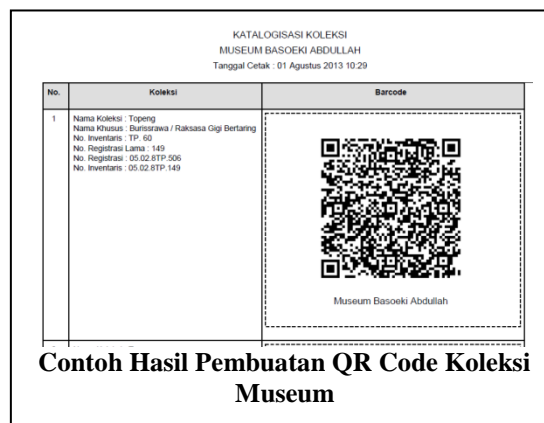 KATALOGISASI KOLEKSI
MUSEUM BASOEKI ABDULLAH
Tanggal Cetak : 01 Agustus 2013 10:29
No. Koleksi Barcode
1 Nama Koleksi : Topeng
Nama Khusus : Burissrawa / Raksasa Gigi Bertaring
No. Inventaris : TP. 60
No. Registrasi Lama : 149
No. Registrasi : 05.02.8TP.506
No. Inventaris : 05.02.8TP.149
Museum Basoeki Abdullah
Contoh Hasil Pembuatan QR Code Koleksi
Museum